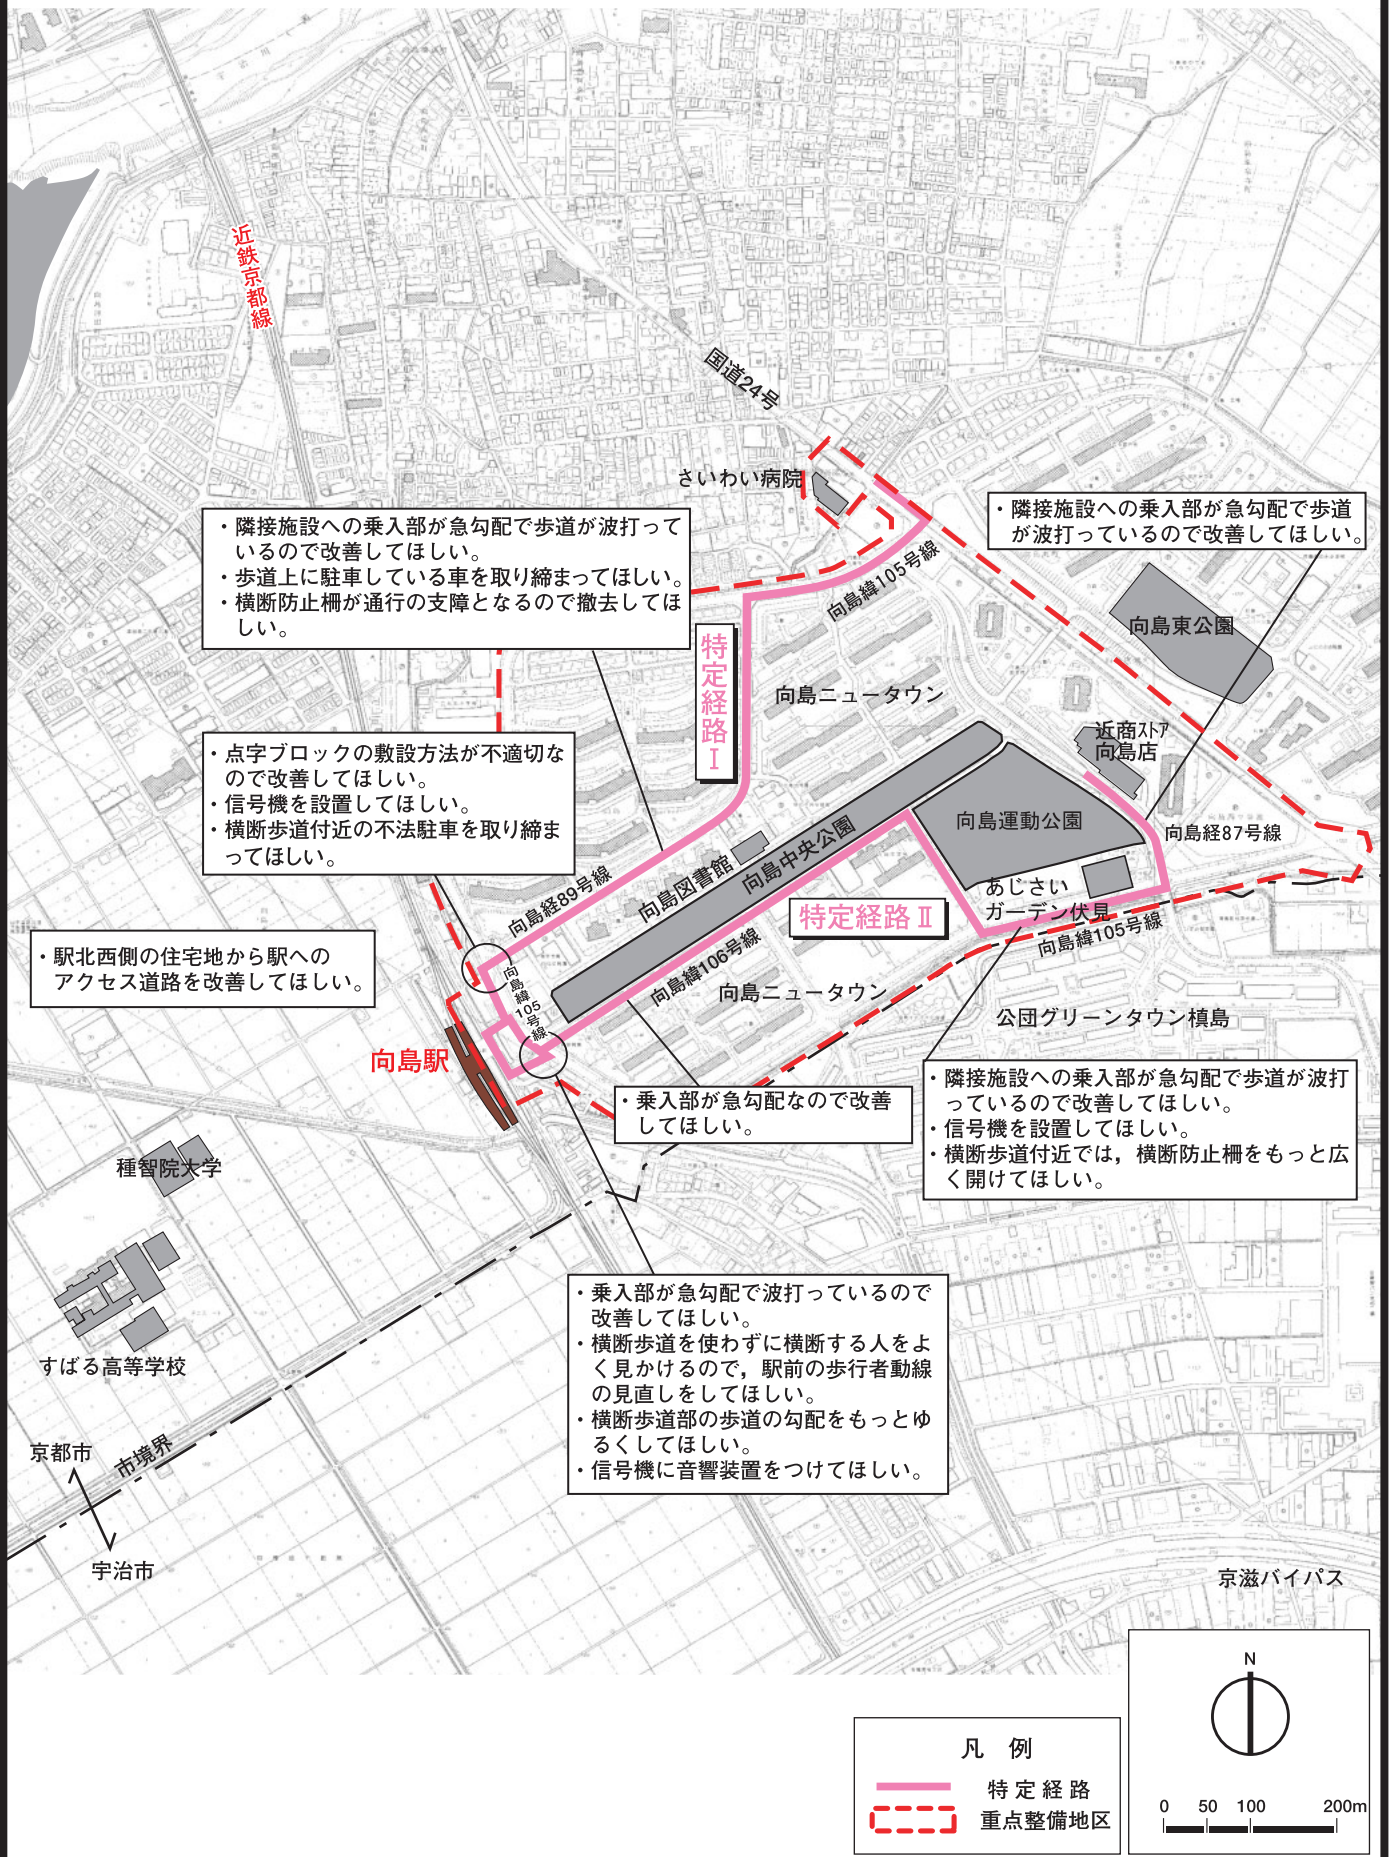 近鉄京都線
国道24号
さいわい病院
・隣接施設への乗入部が急勾配で歩道が波打って
いるので改善してほしい。
・歩道上に駐車している車を取り締まってほしい。
・横断防止柵が通行の支障となるので撤去してほ
しい。
・隣接施設への乗入部が急勾配で歩道
が波打っているので改善してほしい。
向島緯105号線
向島東公園
特定経路Ⅰ
向島ニュータウン
近商ストア
向島店
・点字ブロックの敷設方法が不適切な
ので改善してほしい。
・信号機を設置してほしい。
・横断歩道付近の不法駐車を取り締ま
ってほしい。
向島運動公園
向島経87号線
向島中央公園
向島図書館
向島経89号線
あじさい
ガーデン伏見
特定経路Ⅱ
向島緯105号線
向島緯106号線
・駅北西側の住宅地から駅への
アクセス道路を改善してほしい。
向島緯105号線
向島ニュータウン
公団グリーンタウン槙島
向島駅
・乗入部が急勾配なので改善
してほしい。
・隣接施設への乗入部が急勾配で歩道が波打
っているので改善してほしい。
・信号機を設置してほしい。
・横断歩道付近では，横断防止柵をもっと広
く開けてほしい。
種智院大学
・乗入部が急勾配で波打っているので
改善してほしい。
・横断歩道を使わずに横断する人をよ
く見かけるので，駅前の歩行者動線
の見直しをしてほしい。
・横断歩道部の歩道の勾配をもっとゆ
るくしてほしい。
・信号機に音響装置をつけてほしい。
すばる高等学校
京都市
市境界
宇治市
京滋バイパス
N
0 50 100 200m
凡 例
特定経路
重点整備地区